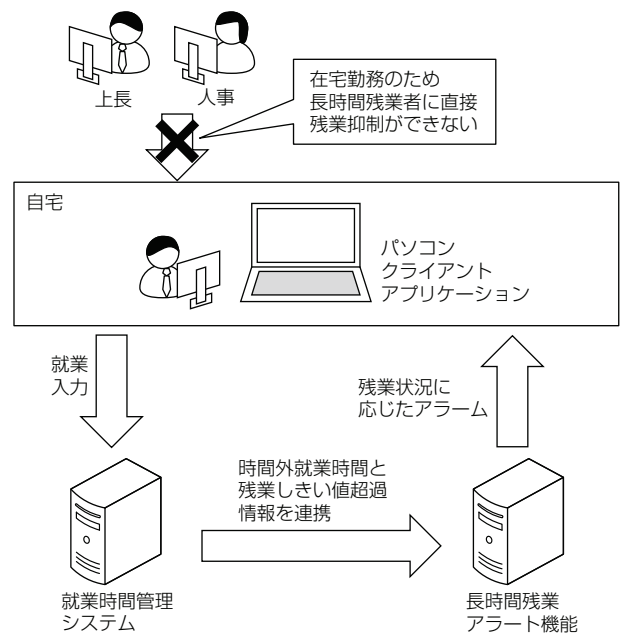 上長
人事
在宅勤務のため
長時間残業者に直接
残業抑制ができない
自宅
パソコン
クライアント
アプリケーション
就業
入力
残業状況に
応じたアラーム
時間外就業時間と
残業しきい値超過
情報を連携
就業時間管理
システム
長時間残業
アラート機能